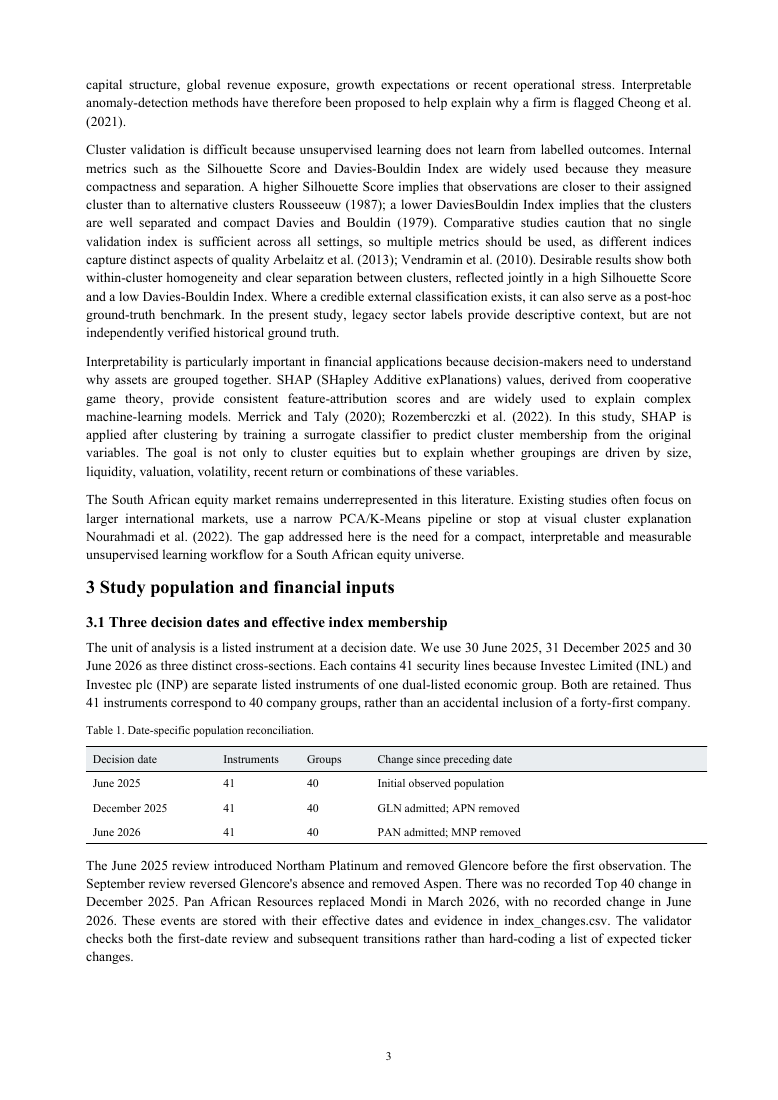 capital structure, global revenue exposure, growth expectations or recent operational stress. Interpretable
anomaly-detection methods have therefore been proposed to help explain why a firm is flagged Cheong et al.
(2021).
Cluster validation is difficult because unsupervised learning does not learn from labelled outcomes. Internal
metrics such as the Silhouette Score and Davies-Bouldin Index are widely used because they measure
compactness and separation. A higher Silhouette Score implies that observations are closer to their assigned
cluster than to alternative clusters Rousseeuw (1987); a lower DaviesBouldin Index implies that the clusters
are well separated and compact Davies and Bouldin (1979). Comparative studies caution that no single
validation index is sufficient across all settings, so multiple metrics should be used, as different indices
capture distinct aspects of quality Arbelaitz et al. (2013); Vendramin et al. (2010). Desirable results show both
within-cluster homogeneity and clear separation between clusters, reflected jointly in a high Silhouette Score
and a low Davies-Bouldin Index. Where a credible external classification exists, it can also serve as a post-hoc
ground-truth benchmark. In the present study, legacy sector labels provide descriptive context, but are not
independently verified historical ground truth.
Interpretability is particularly important in financial applications because decision-makers need to understand
why assets are grouped together. SHAP (SHapley Additive exPlanations) values, derived from cooperative
game theory, provide consistent feature-attribution scores and are widely used to explain complex
machine-learning models. Merrick and Taly (2020); Rozemberczki et al. (2022). In this study, SHAP is
applied after clustering by training a surrogate classifier to predict cluster membership from the original
variables. The goal is not only to cluster equities but to explain whether groupings are driven by size,
liquidity, valuation, volatility, recent return or combinations of these variables.
The South African equity market remains underrepresented in this literature. Existing studies often focus on
larger international markets, use a narrow PCA/K-Means pipeline or stop at visual cluster explanation
Nourahmadi et al. (2022). The gap addressed here is the need for a compact, interpretable and measurable
unsupervised learning workflow for a South African equity universe.
3 Study population and financial inputs
3.1 Three decision dates and effective index membership
The unit of analysis is a listed instrument at a decision date. We use 30 June 2025, 31 December 2025 and 30
June 2026 as three distinct cross-sections. Each contains 41 security lines because Investec Limited (INL) and
Investec plc (INP) are separate listed instruments of one dual-listed economic group. Both are retained. Thus
41 instruments correspond to 40 company groups, rather than an accidental inclusion of a forty-first company.
Table 1. Date-specific population reconciliation.
Decision date Instruments Groups Change since preceding date
June 2025 41 40 Initial observed population
December 2025 41 40 GLN admitted; APN removed
June 2026 41 40 PAN admitted; MNP removed
The June 2025 review introduced Northam Platinum and removed Glencore before the first observation. The
September review reversed Glencore's absence and removed Aspen. There was no recorded Top 40 change in
December 2025. Pan African Resources replaced Mondi in March 2026, with no recorded change in June
2026. These events are stored with their effective dates and evidence in index_changes.csv. The validator
checks both the first-date review and subsequent transitions rather than hard-coding a list of expected ticker
changes.
3